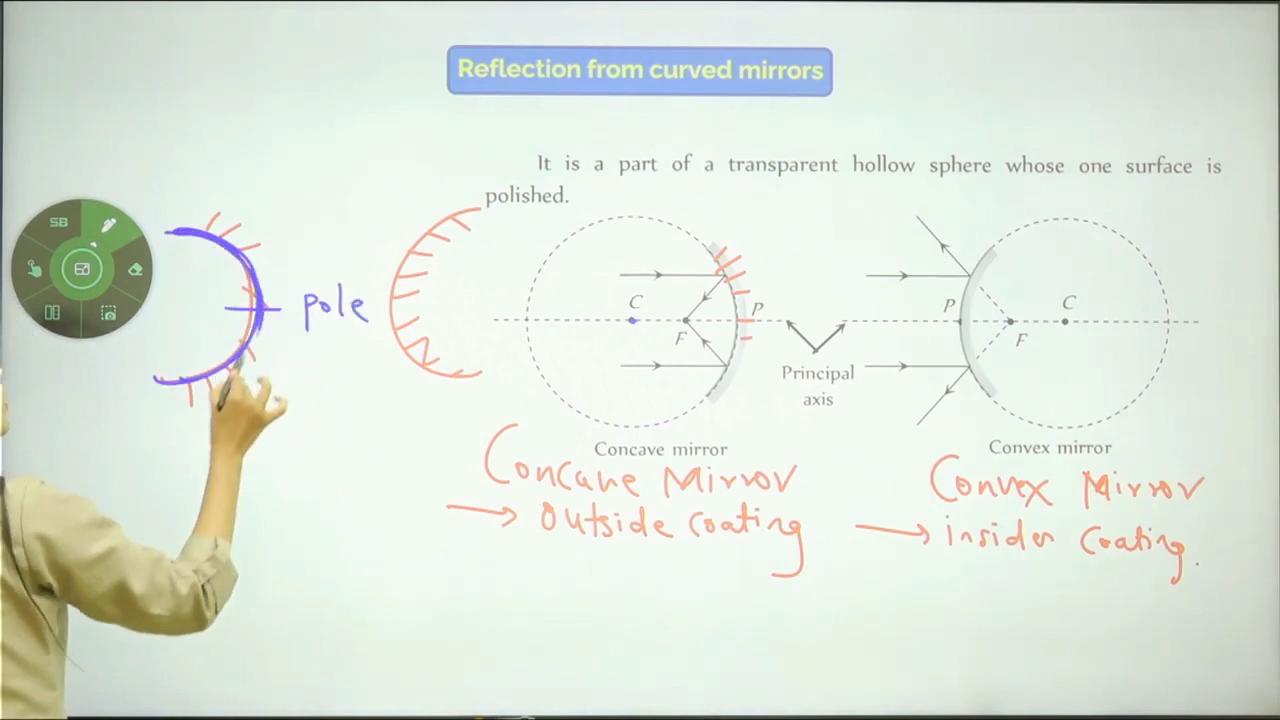 Reflection from curved mirrors
It is a part of a transparent hollow sphere whose one surface is
polished.
SB
pole
C
F
P
Principal
axis
P
C
F
Concave mirror
Convex mirror
Concave Mirror
→ Outside coating
Convex Mirror
→ insider Coating.